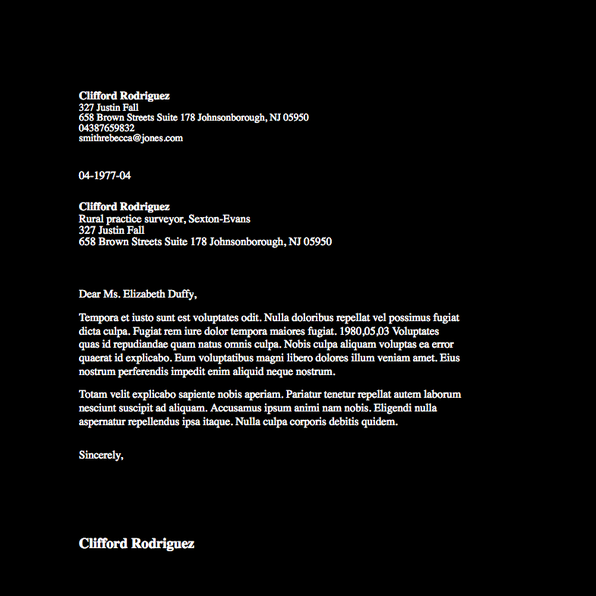 Clifford Rodriguez
327 Justin Fall
658 Brown Streets Suite 178 Johnsonborough, NJ 05950
04387659832
smithrebecca@jones.com
04-1977-04
Clifford Rodriguez
Rural practice surveyor, Sexton-Evans
327 Justin Fall
658 Brown Streets Suite 178 Johnsonborough, NJ 05950
Dear Ms. Elizabeth Duffy,
Tempora et iusto sunt est voluptates odit. Nulla doloribus repellat vel possimus fugiat
dicta culpa. Fugiat rem iure dolor tempora maiores fugiat. 1980,05,03 Voluptates
quas id repudiandae quam natus omnis culpa. Nobis culpa aliquam voluptas ea error
quaerat id explicabo. Eum voluptatibus magni libero dolores illum veniam amet. Eius
nostrum perferendis impedit enim aliquid neque nostrum.
Totam velit explicabo sapiente nobis aperiam. Pariatur tenetur repellat autem laborum
nesciunt suscipit ad aliquam. Accusamus ipsum animi nam nobis. Eligendi nulla
aspernatur repellendus ipsa itaque. Nulla culpa corporis debitis quidem.
Sincerely,
Clifford Rodriguez